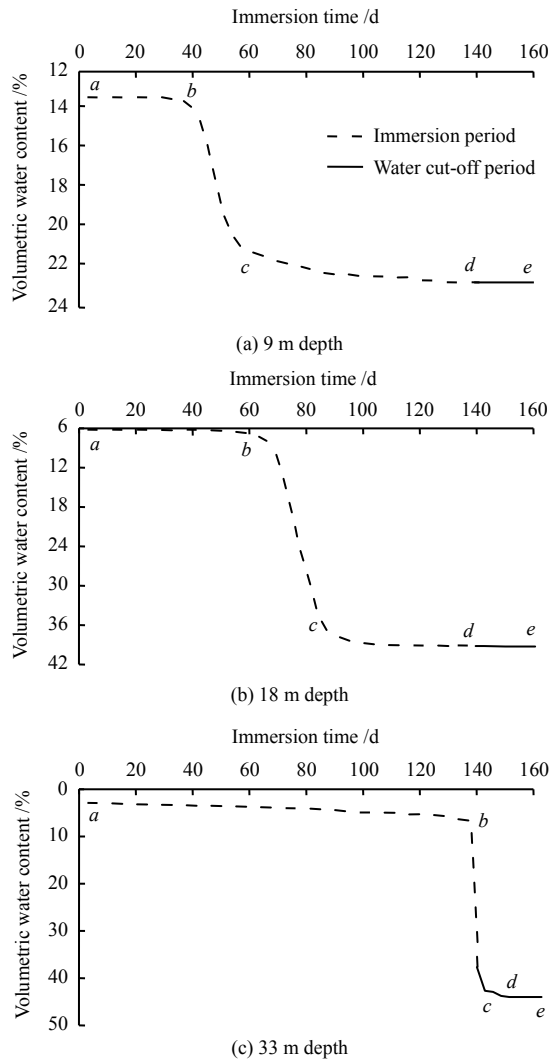 Immersion time /d
0 20 40 60 80 100 120 140 160
12
14
16
18
20
22
24
Volumetric water content /%
a
b
c
d
e
Immersion period
Water cut-off period
(a) 9 m depth
Immersion time /d
0 20 40 60 80 100 120 140 160
6
12
18
24
30
36
42
Volumetric water content /%
a
b
c
d
e
(b) 18 m depth
Immersion time /d
0 20 40 60 80 100 120 140 160
0
10
20
30
40
50
Volumetric water content /%
a
b
c
d
e
(c) 33 m depth